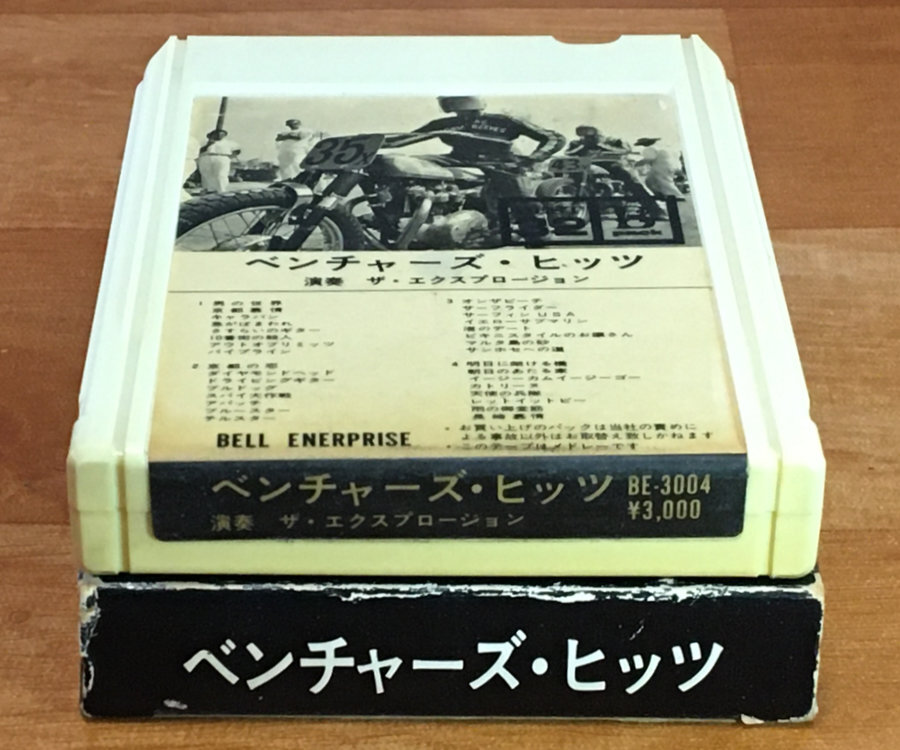 35X
43
ベンチャーズ・ヒッツ
演奏 ザ・エクスプロージョン
1 男の世界
京都慕情
キャラバン
急がばまわれ
さすらいのギター
10番街の殺人
アウトオブリミッツ
パイプライン
2 京都の恋
ダイヤモンドヘッド
ドライビングギター
ブルドッグ
スパイ大作戦
アパッチ
ブルースター
テルスター
3 オンザビーチ
サーフライダー
サーフィンUSA
イエローサブマリン
渚のデート
ビキニスタイルのお嬢さん
マルタ島の砂
サンホセへの道
4 明日に架ける橋
朝日のあたる家
イージーカムイージーゴー
カトリーヌ
天使の兵隊
レットイットビー
雨の御堂筋
長崎慕情
BELL ENERPRISE
・お買い上げのパックは当社の責めに
よる事故以外はお取替え致しかねます
・このテープはメドレーです
ベンチャーズ・ヒッツ BE-3004
演奏 ザ・エクスプロージョン ¥3,000
ベンチャーズ・ヒッツ